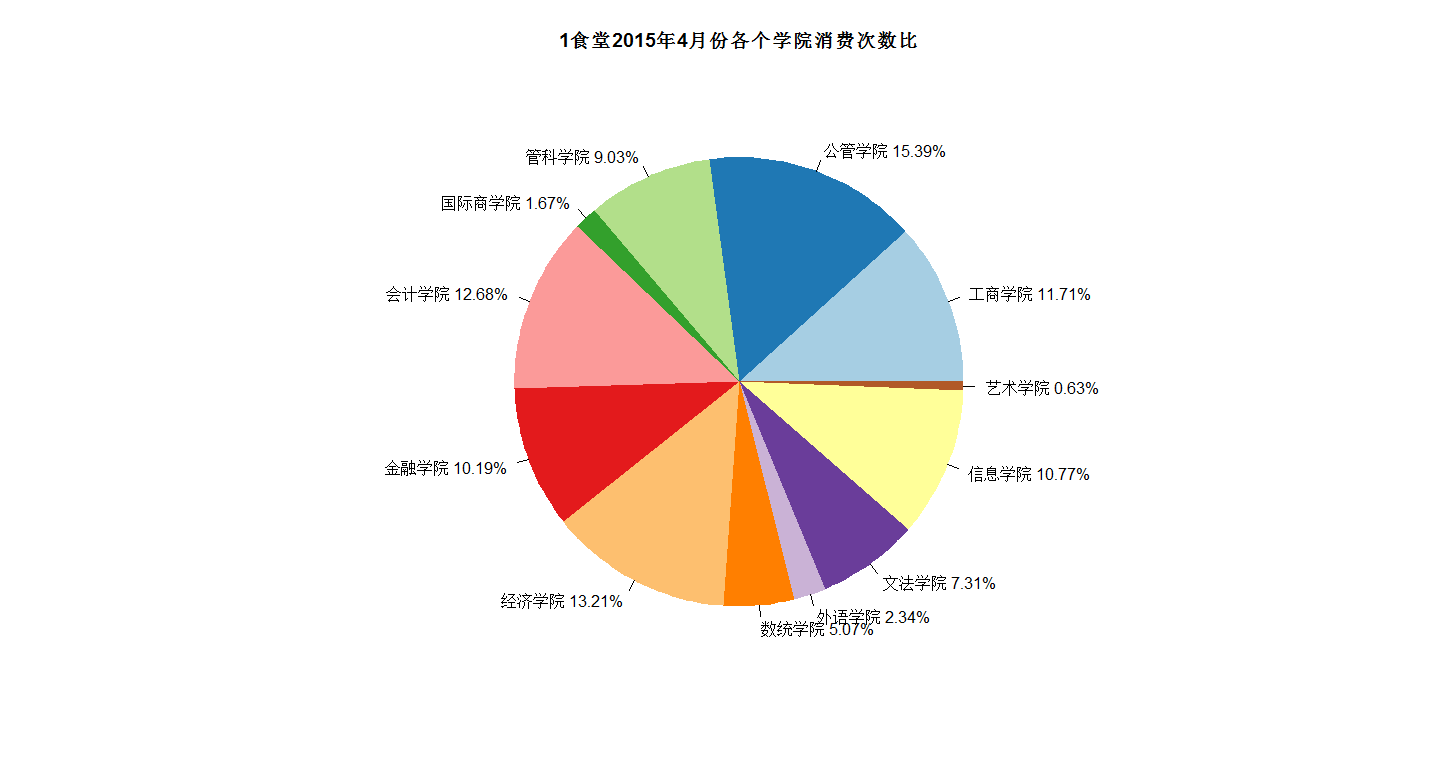 1食堂2015年4月份各个学院消费次数比
公管学院 15.39%
管科学院 9.03%
国际商学院 1.67%
会计学院 12.68%
工商学院 11.71%
艺术学院 0.63%
金融学院 10.19%
信息学院 10.77%
文法学院 7.31%
经济学院 13.21%
外语学院 2.34%
数统学院 5.07%